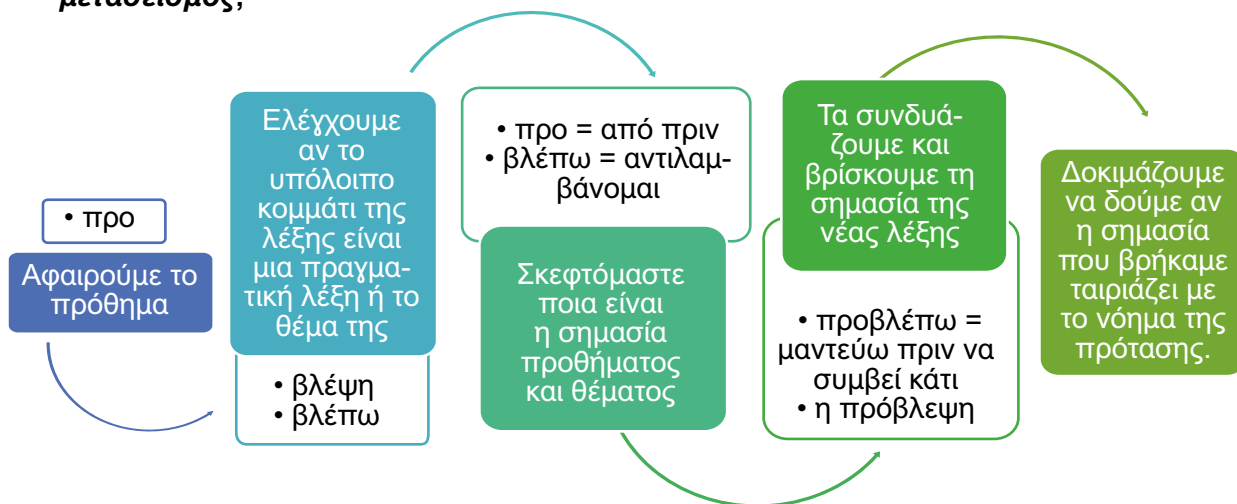 μετασεισμός;
• προ
Αφαιρούμε το
πρόθημα
Ελέγχουμε
αν το
υπόλοιπο
κομμάτι της
λέξης είναι
μια πραγμα-
τική λέξη ή το
θέμα της
• βλέψη
• βλέπω
• προ = από πριν
• βλέπω = αντιλαμ-
βάνομαι
Σκεφτόμαστε
ποια είναι
η σημασία
προθήματος
και θέματος
Τα συνδυά-
ζουμε και
βρίσκουμε τη
σημασία της
νέας λέξης
• προβλέπω =
μαντεύω πριν να
συμβεί κάτι
• η πρόβλεψη
Δοκιμάζουμε
να δούμε αν
η σημασία
που βρήκαμε
ταιριάζει με
το νόημα της
πρότασης.